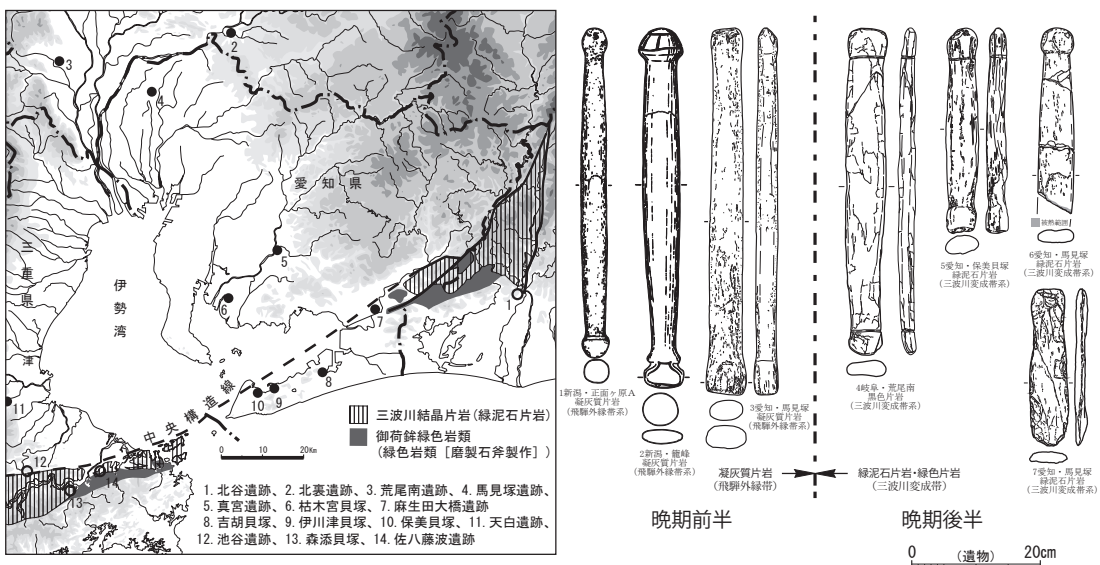 2
3
4
愛知県
三重県
伊勢湾
津
5
6
7
8
10 9
11
12
13
14
1
中央構造線
0 10 20Km
三波川結晶片岩（緑泥石片岩）
御荷鉾緑色岩類
（緑色岩類［磨製石斧製作］）
1. 北谷遺跡、2. 北裏遺跡、3. 荒尾南遺跡、4. 馬見塚遺跡、
5. 真宮遺跡、6. 枯木宮貝塚、7. 麻生田大橋遺跡
8. 吉胡貝塚、9. 伊川津貝塚、10. 保美貝塚、11. 天白遺跡、
12. 池谷遺跡、13. 森添貝塚、14. 佐八藤波遺跡
1新潟・正面ヶ原A
凝灰質片岩
(飛騨外縁帯系)
2新潟・籠峰
凝灰質片岩
(飛騨外縁帯系)
3愛知・馬見塚
凝灰質片岩
(飛騨外縁帯系)
4岐阜・荒尾南
黒色片岩
(三波川変成帯系)
5愛知・保美貝塚
緑泥石片岩
(三波川変成帯系)
被熱範囲
6愛知・馬見塚
緑泥石片岩
(三波川変成帯系)
7愛知・馬見塚
緑泥石片岩
(三波川変成帯系)
凝灰質片岩
(飛騨外縁帯)
緑泥石片岩・緑色片岩
(三波川変成帯)
晩期前半
晩期後半
0 (遺物) 20cm